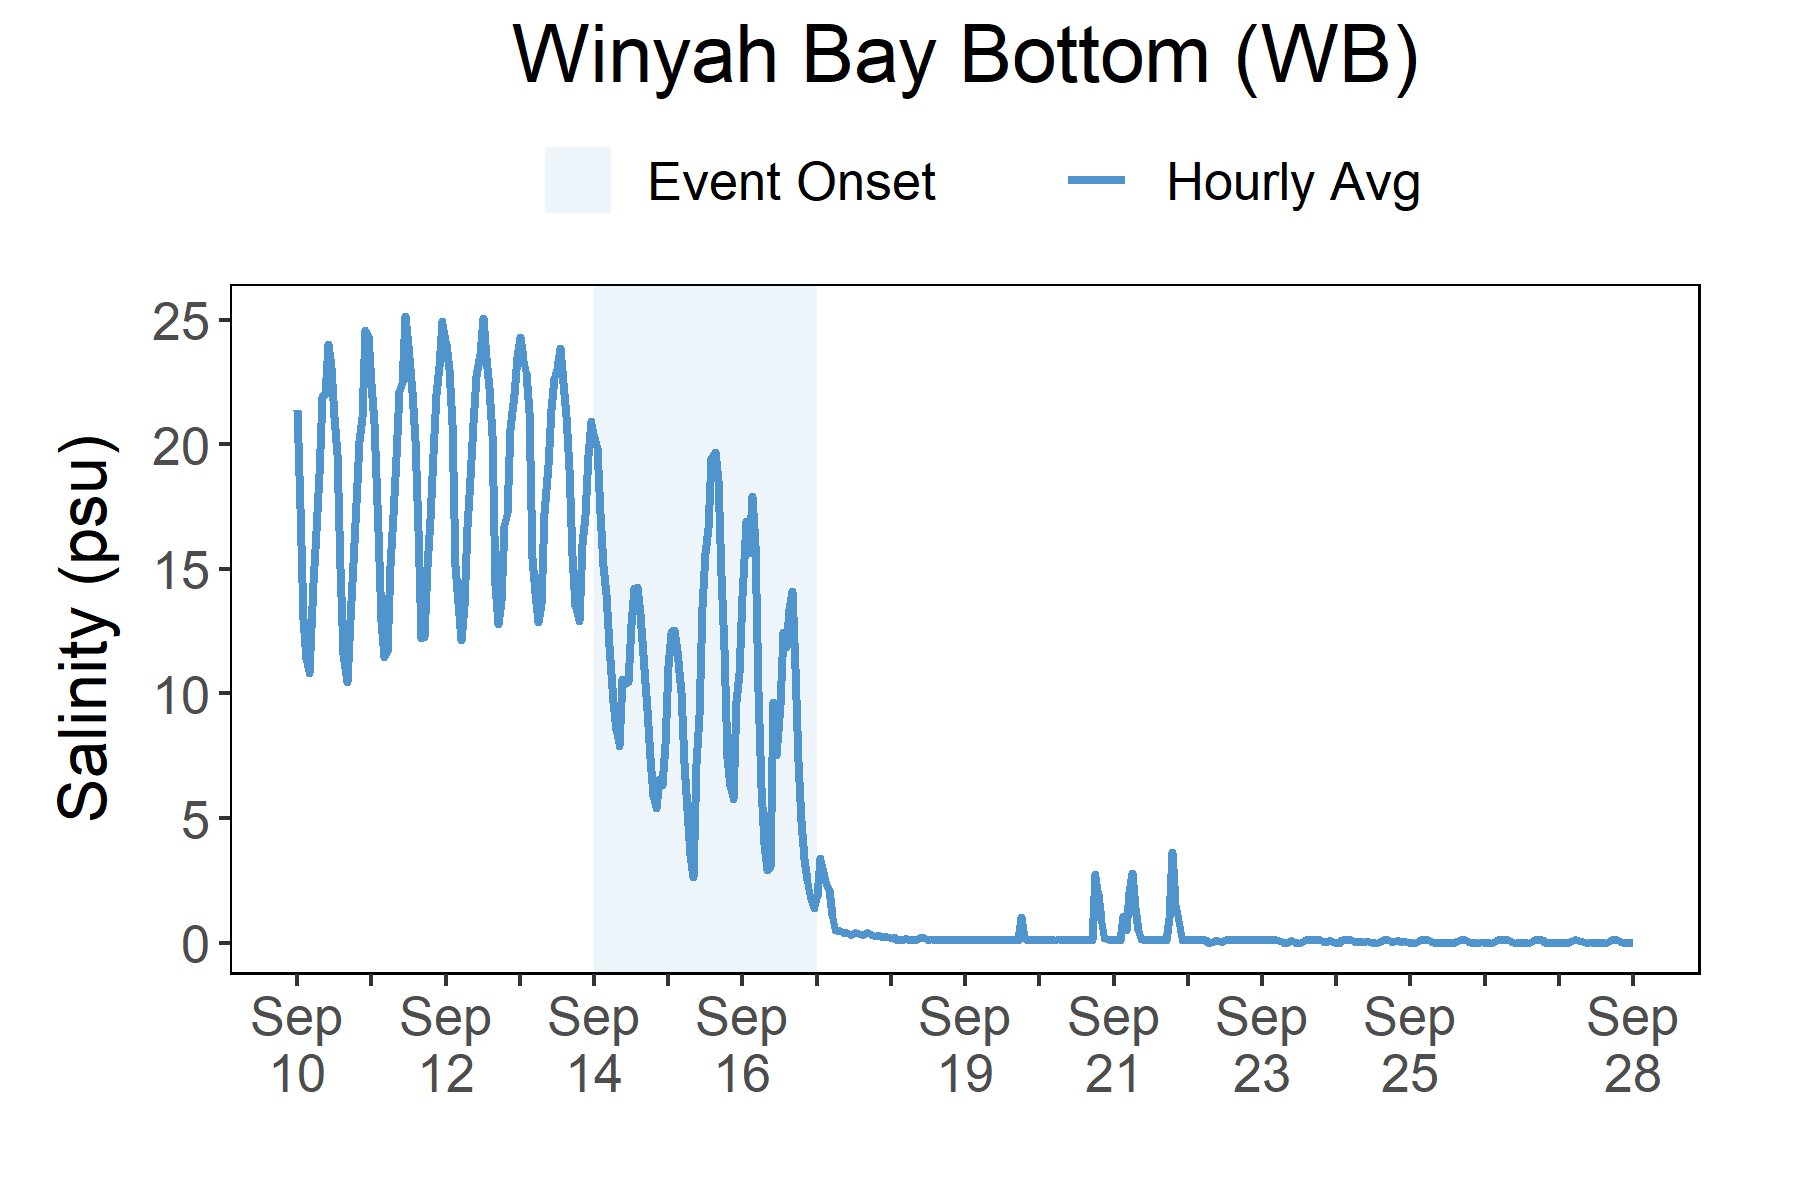 Winyah Bay Bottom (WB)
Event Onset Hourly Avg
Salinity (psu)
25
20
15
10
5
0
Sep Sep Sep Sep Sep Sep Sep Sep Sep
10 12 14 16 19 21 23 25 28